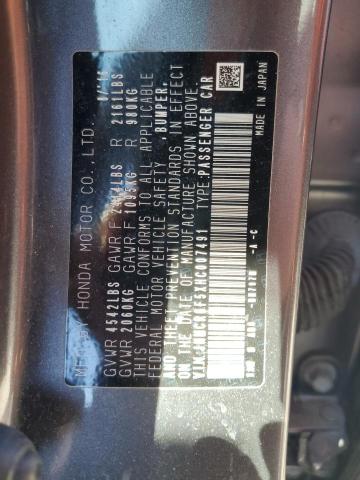 HONDA MOTOR CO., LTD.
GVWR 4542LBS GAWR F R 2161LBS
GVWR 2060KG GAWR F 1095KG R 980KG
THIS VEHICLE CONFORMS TO ALL APPLICABLE
FEDERAL MOTOR VEHICLE SAFETY , BUMPER,
AND THEFT PREVENTION STANDARDS IN EFFECT
ON THE DATE OF MANUFACTURE SHOWN ABOVE.
TYPE:PASSENGER CAR
-A-C
MADE IN JAPAN